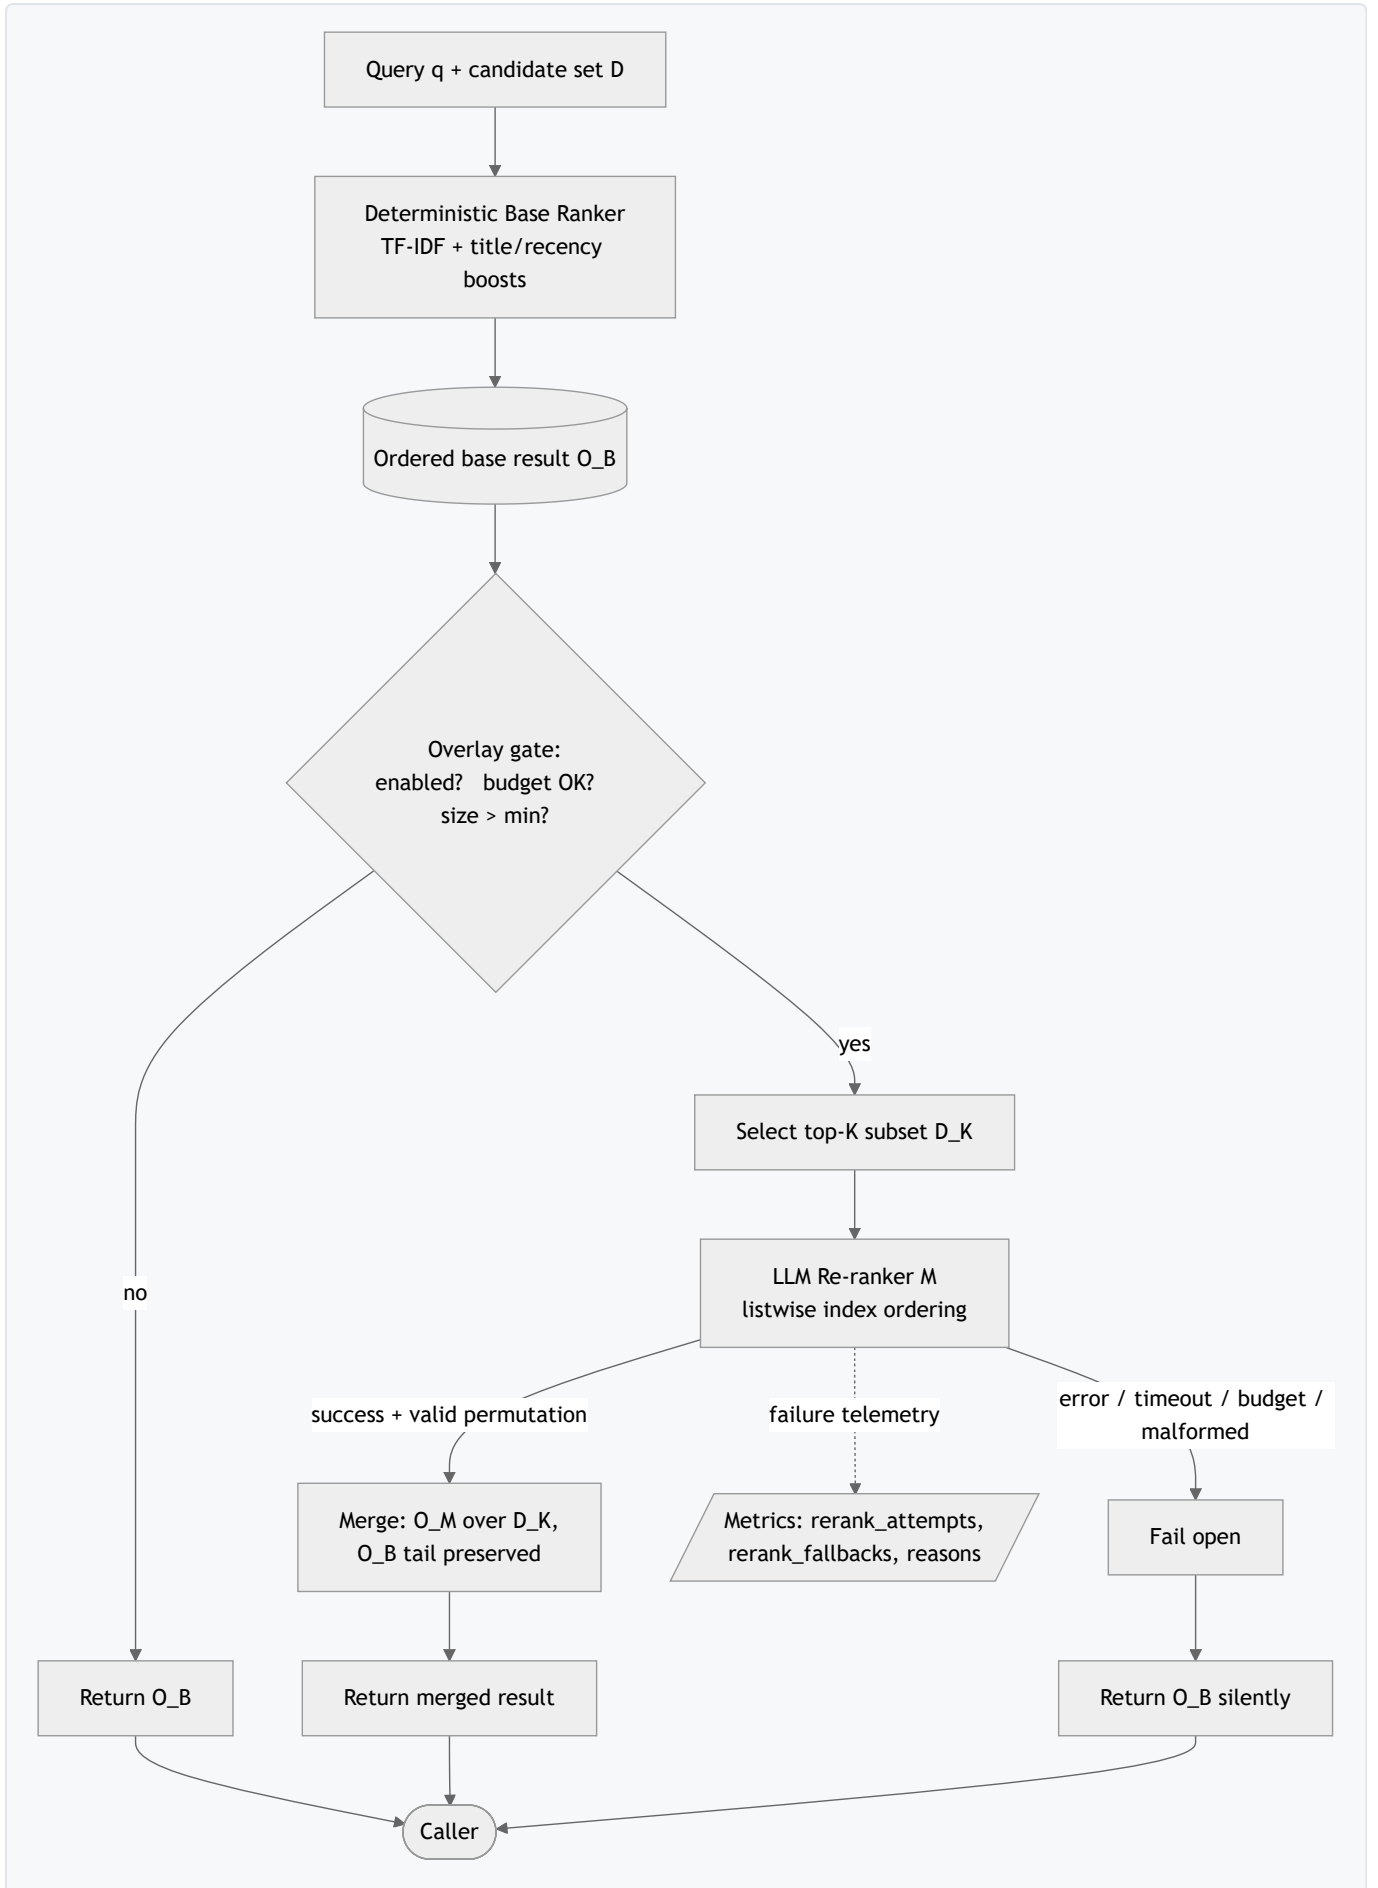 Query q + candidate set D
Deterministic Base Ranker
TF-IDF + title/recency
boosts
Ordered base result O_B
Overlay gate:
enabled? budget OK?
size > min?
yes
Select top-K subset D_K
no
LLM Re-ranker M
listwise index ordering
success + valid permutation
failure telemetry
error / timeout / budget /
malformed
Merge: O_M over D_K,
O_B tail preserved
Metrics: rerank_attempts,
rerank_fallbacks, reasons
Fail open
Return O_B
Return merged result
Return O_B silently
Caller